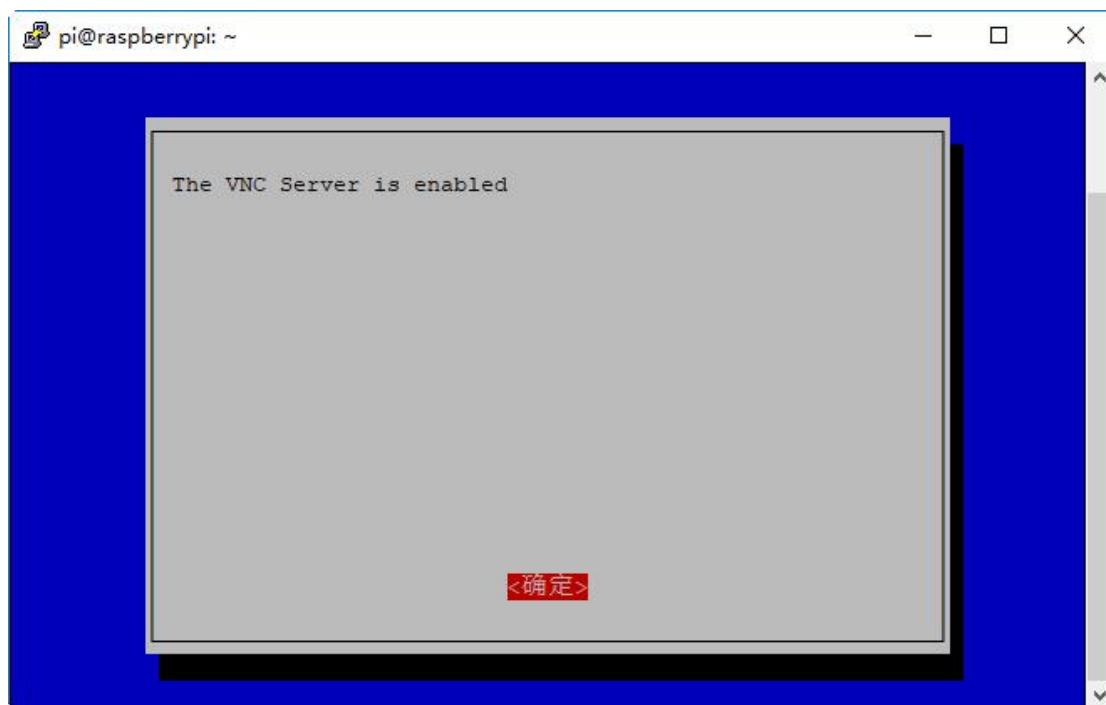 pi@raspberrypi: ~
The VNC Server is enabled
<确定>